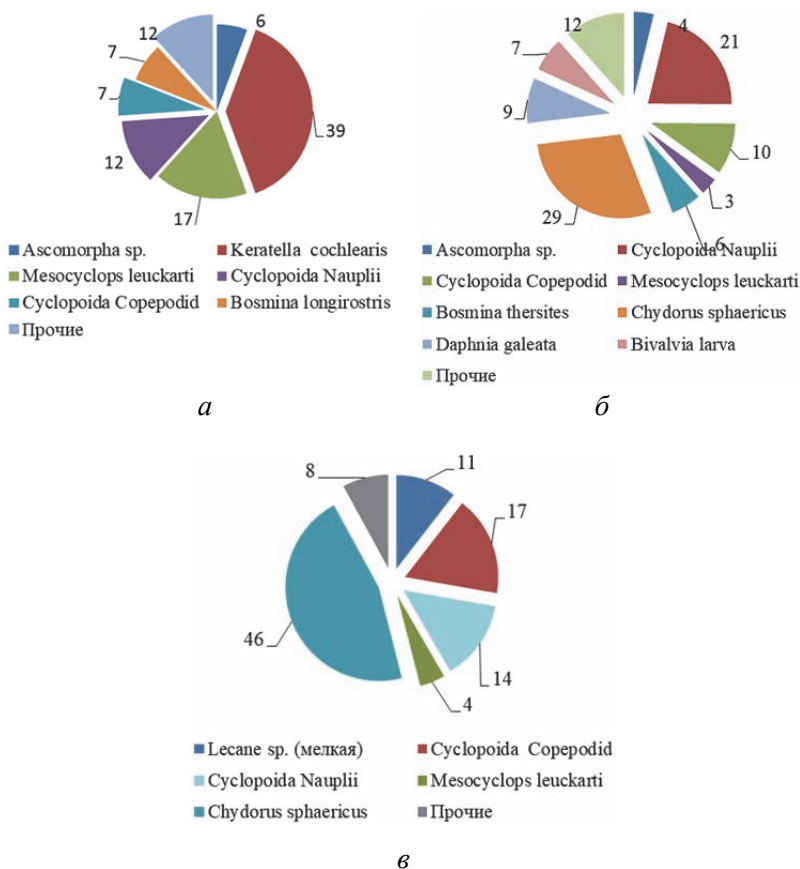 12
6
7
7
39
12
17
Ascomorpha sp.
Keratella cochlearis
Mesocyclops leuckarti
Cyclopoida Nauplii
Cyclopoida Copepodid
Bosmina longirostris
Прочие
а
12
4
7
21
9
10
3
29
6
Ascomorpha sp.
Cyclopoida Nauplii
Cyclopoida Copepodid
Mesocyclops leuckarti
Bosmina thersites
Chydorus sphaericus
Daphnia galeata
Bivalvia larva
Прочие
б
8
11
17
46
14
4
Lecane sp. (мелкая)
Cyclopoida Copepodid
Cyclopoida Nauplii
Mesocyclops leuckarti
Chydorus sphaericus
Прочие
в